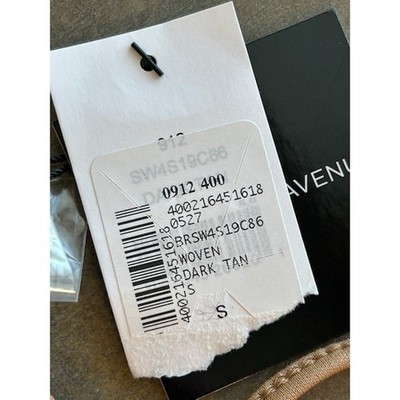 912
SW4S19C86
0912 400
400216451618
0527
BRSW4S19C86
WOVEN
DARK TAN
S
S
400216451618
AVENU